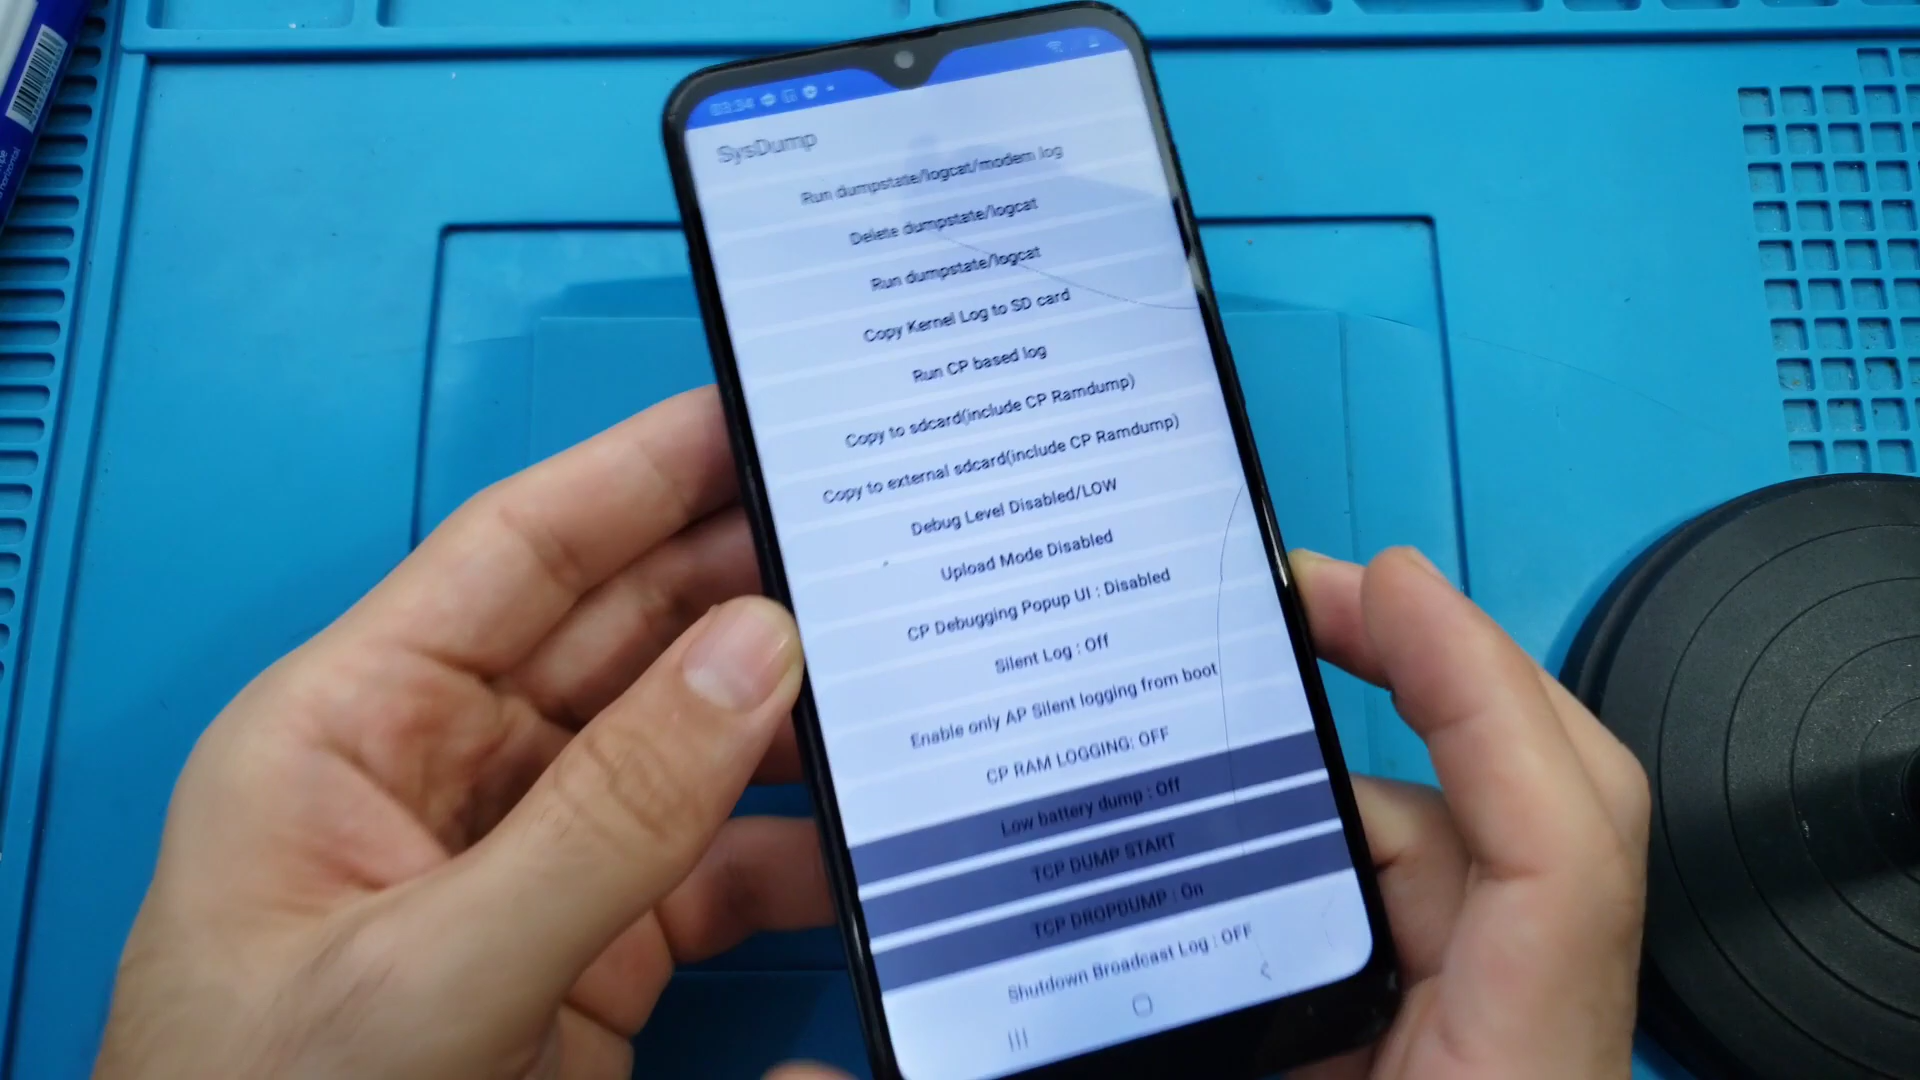 03:34
SysDump
Run dumpstate/logcat/modem log
Delete dumpstate/logcat
Run dumpstate/logcat
Copy Kernel Log to SD card
Run CP based log
Copy to sdcard(include CP Ramdump)
Copy to external sdcard(include CP Ramdump)
Debug Level Disabled/LOW
Upload Mode Disabled
CP Debugging Popup UI : Disabled
Silent Log : Off
Enable only AP Silent logging from boot
CP RAM LOGGING: OFF
Low battery dump : Off
TCP DUMP START
TCP DROPDUMP : On
Shutdown Broadcast Log : OFF